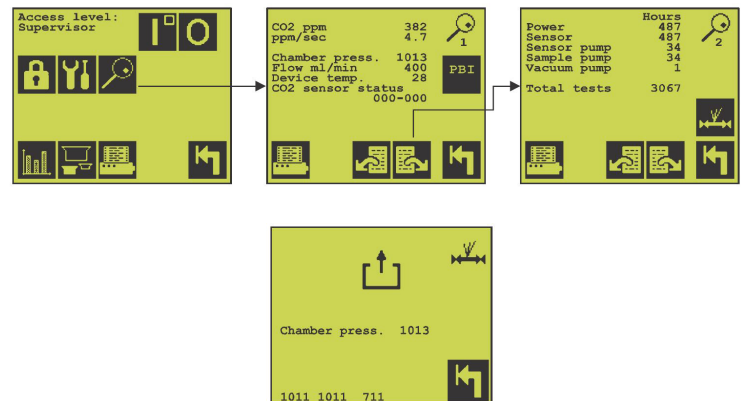 Access level:
Supervisor
I O
CO2 ppm 382
ppm/sec 4.7
Chamber press. 1013
Flow ml/min 400
Device temp. 28
CO2 sensor status
000-000
1
PBI
Hours
Power 487
Sensor 487
Sensor pump 34
Sample pump 34
Vacuum pump 1
Total tests 3067
2
Chamber press. 1013
1011 1011 711